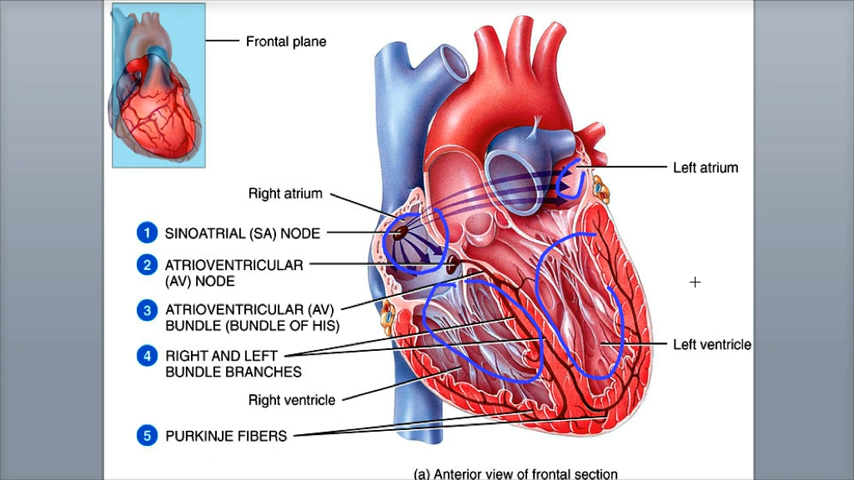 Frontal plane
Left atrium
Right atrium
1 SINOATRIAL (SA) NODE
2 ATRIOVENTRICULAR
(AV) NODE
3 ATRIOVENTRICULAR (AV)
BUNDLE (BUNDLE OF HIS)
4 RIGHT AND LEFT
BUNDLE BRANCHES
Left ventricle
Right ventricle
5 PURKINJE FIBERS
(a) Anterior view of frontal section